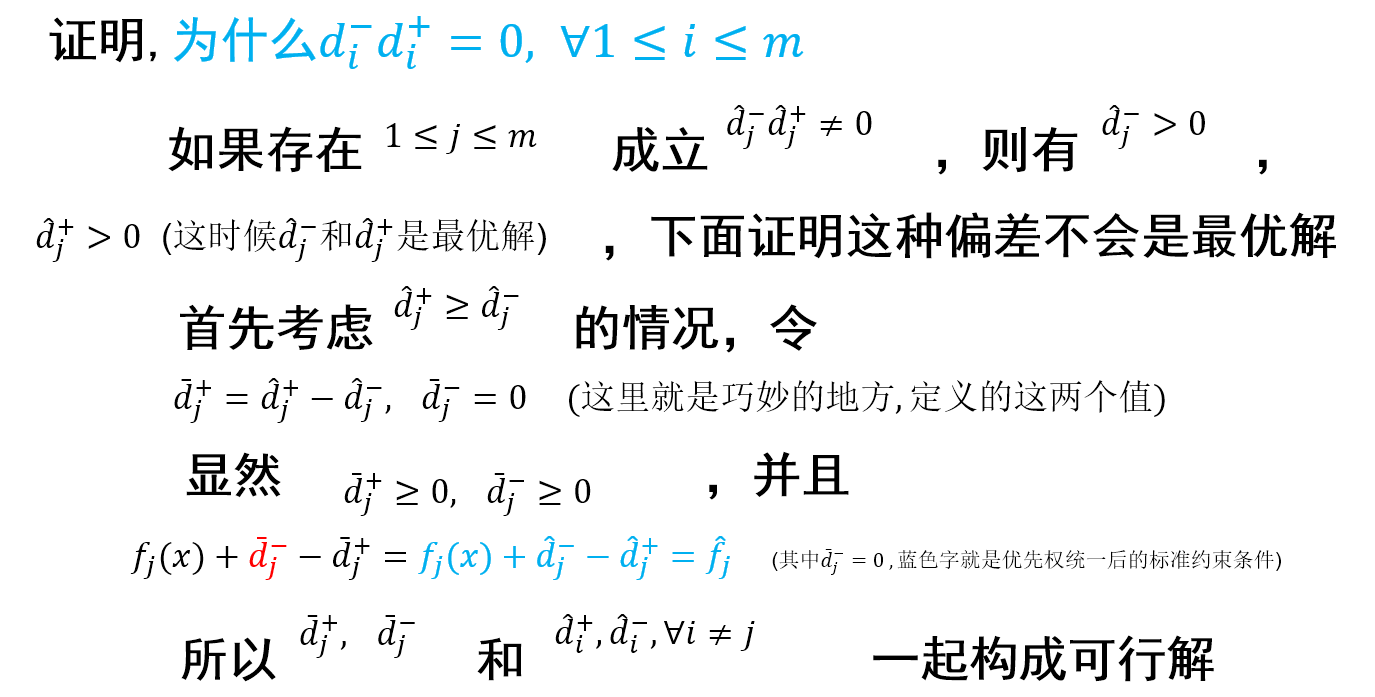 证明, 为什么$d_i^- d_i^+ = 0, \ \forall 1 \leq i \leq m$
如果存在 $1 \leq j \leq m$ 成立 $\hat{d}_j^- \hat{d}_j^+ \neq 0$ ，则有 $\hat{d}_j^- > 0$ ，
$\hat{d}_j^+ > 0$ (这时候$\hat{d}_j^-$和$\hat{d}_j^+$是最优解) ，下面证明这种偏差不会是最优解
首先考虑 $\hat{d}_j^+ \geq \hat{d}_j^-$ 的情况，令
$\bar{d}_j^+ = \hat{d}_j^+ - \hat{d}_j^-, \ \bar{d}_j^- = 0$ (这里就是巧妙的地方, 定义的这两个值)
显然 $\bar{d}_j^+ \geq 0, \ \bar{d}_j^- \geq 0$ ，并且
$f_j(x) + \bar{d}_j^- - \bar{d}_j^+ = f_j(x) + \hat{d}_j^- - \hat{d}_j^+ = \hat{f}_j$ (其中$\bar{d}_j^- = 0$ , 蓝色字就是优先权统一后的标准约束条件)
所以 $\bar{d}_j^+, \ \bar{d}_j^-$ 和 $\hat{d}_i^+, \hat{d}_i^-, \forall i \neq j$ 一起构成可行解